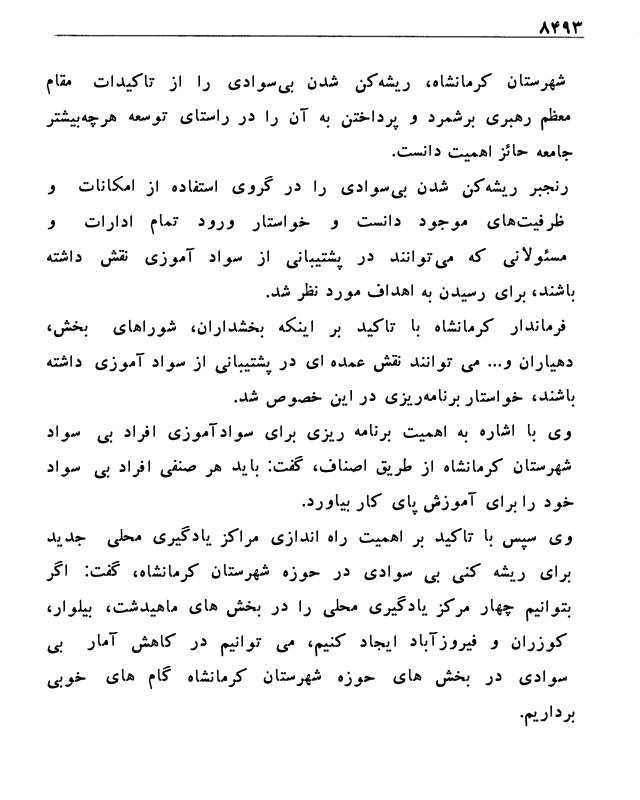 ۸۴۹۳
شهرستان کرمانشاه، ریشه‌کن شدن بی‌سوادی را از تاکیدات مقام
معظم رهبری برشمرد و پرداختن به آن را در راستای توسعه هرچه‌بیشتر
جامعه حائز اهمیت دانست.
رنجبر ریشه‌کن شدن بی‌سوادی را در گروی استفاده از امکانات و
ظرفیت‌های موجود دانست و خواستار ورود تمام ادارات و
مسئولانی که می‌توانند در پشتیبانی از سواد آموزی نقش داشته
باشند، برای رسیدن به اهداف مورد نظر شد.
فرماندار کرمانشاه با تاکید بر اینکه بخشداران، شوراهای بخش،
دهیاران و... می توانند نقش عمده ای در پشتیبانی از سواد آموزی داشته
باشند، خواستار برنامه‌ریزی در این خصوص شد.
وی با اشاره به اهمیت برنامه ریزی برای سوادآموزی افراد بی سواد
شهرستان کرمانشاه از طریق اصناف، گفت: باید هر صنفی افراد بی سواد
خود را برای آموزش پای کار بیاورد.
وی سپس با تاکید بر اهمیت راه اندازی مراکز یادگیری محلی جدید
برای ریشه کنی بی سوادی در حوزه شهرستان کرمانشاه، گفت: اگر
بتوانیم چهار مرکز یادگیری محلی را در بخش های ماهیدشت، بیلوار،
کوزران و فیروزآباد ایجاد کنیم، می توانیم در کاهش آمار بی
سوادی در بخش های حوزه شهرستان کرمانشاه گام های خوبی
برداریم.